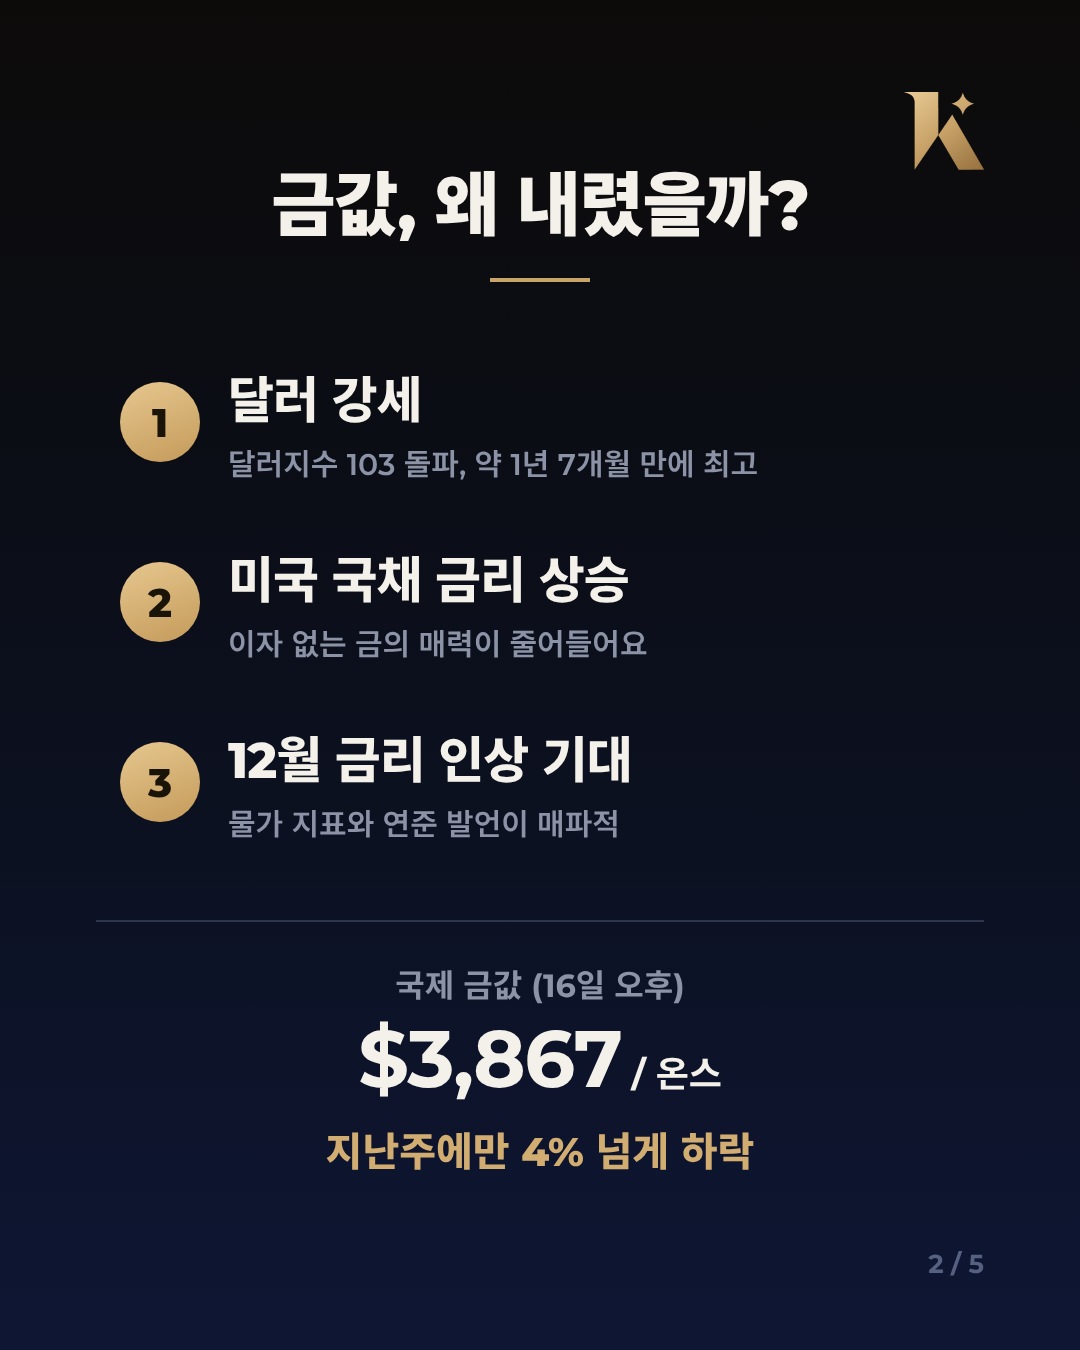 금값, 왜 내렸을까?
1
달러 강세
달러지수 103 돌파, 약 1년 7개월 만에 최고
2
미국 국채 금리 상승
이자 없는 금의 매력이 줄어들어요
3
12월 금리 인상 기대
물가 지표와 연준 발언이 매파적
국제 금값 (16일 오후)
$3,867 / 온스
지난주에만 4% 넘게 하락
2 / 5